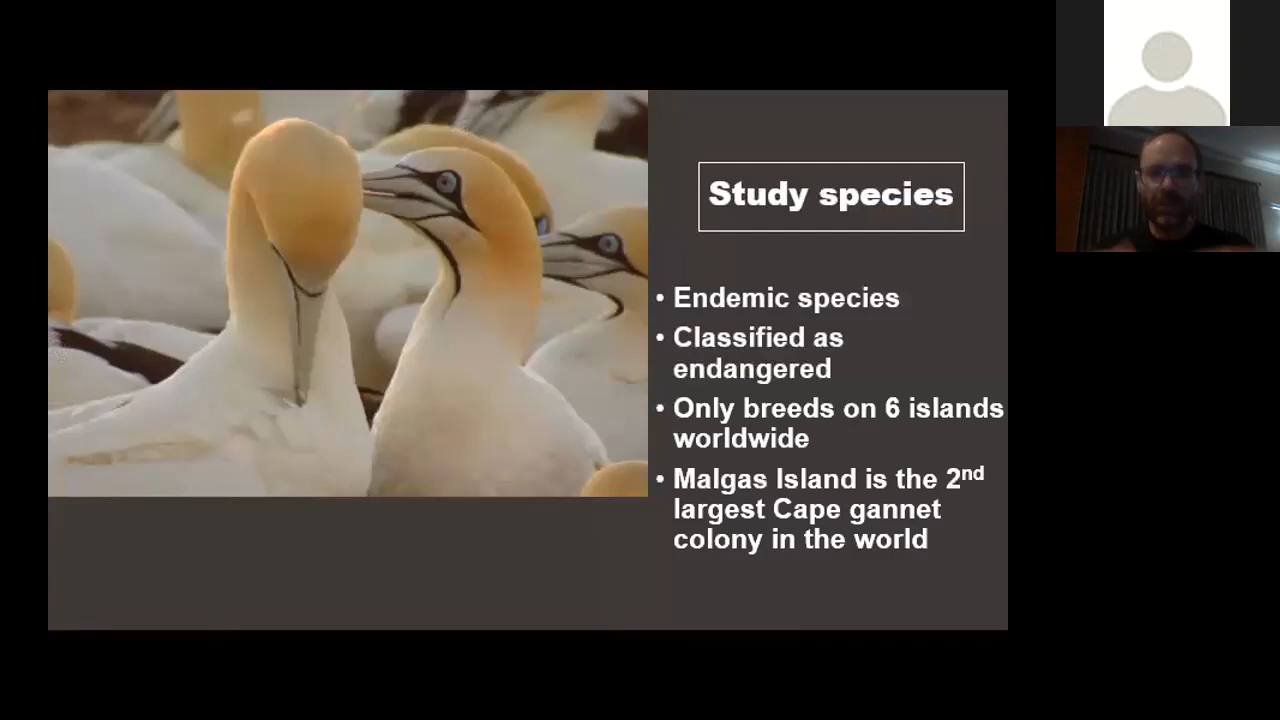 Study species
• Endemic species
• Classified as
endangered
• Only breeds on 6 islands
worldwide
• Malgas Island is the 2nd
largest Cape gannet
colony in the world